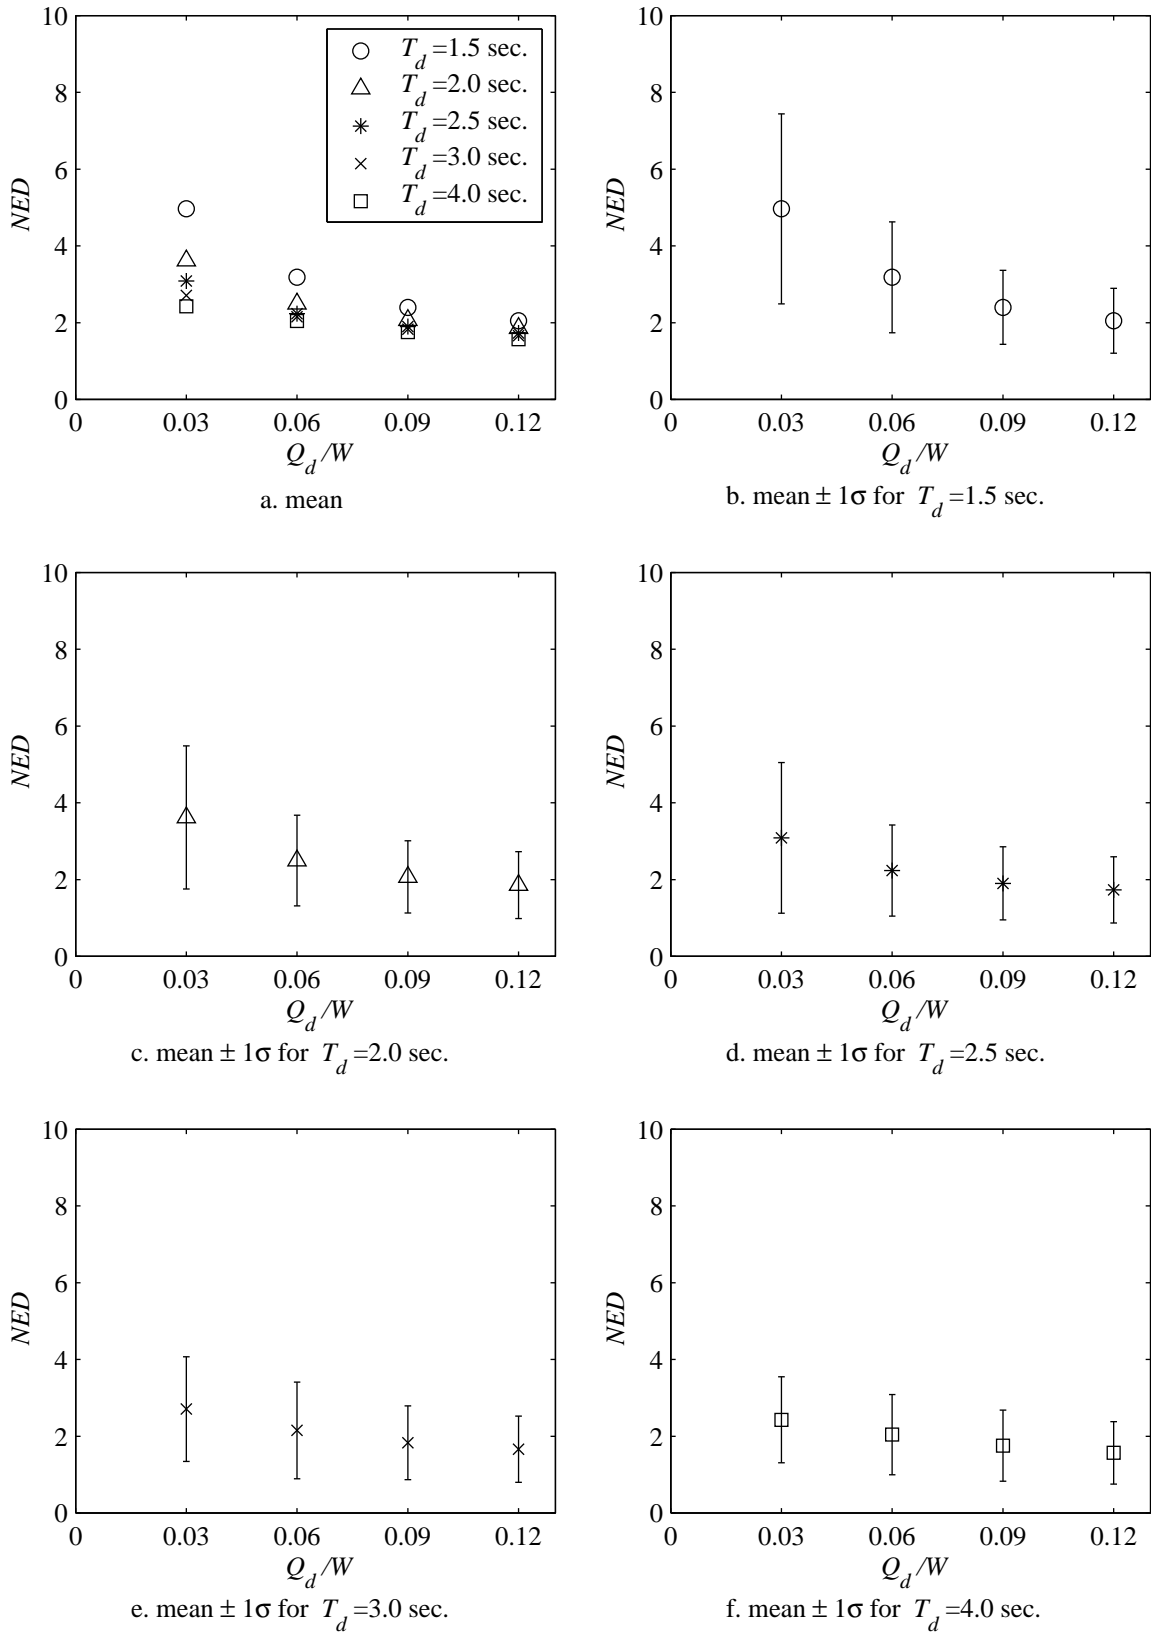 10
8
6
4
2
0
NED
T_d =1.5 sec.
T_d =2.0 sec.
T_d =2.5 sec.
T_d =3.0 sec.
T_d =4.0 sec.
0 0.03 0.06 0.09 0.12
Q_d /W
a. mean
10
8
6
4
2
0
NED
0 0.03 0.06 0.09 0.12
Q_d /W
b. mean ± 1σ for T_d =1.5 sec.
10
8
6
4
2
0
NED
0 0.03 0.06 0.09 0.12
Q_d /W
c. mean ± 1σ for T_d =2.0 sec.
10
8
6
4
2
0
NED
0 0.03 0.06 0.09 0.12
Q_d /W
d. mean ± 1σ for T_d =2.5 sec.
10
8
6
4
2
0
NED
0 0.03 0.06 0.09 0.12
Q_d /W
e. mean ± 1σ for T_d =3.0 sec.
10
8
6
4
2
0
NED
0 0.03 0.06 0.09 0.12
Q_d /W
f. mean ± 1σ for T_d =4.0 sec.